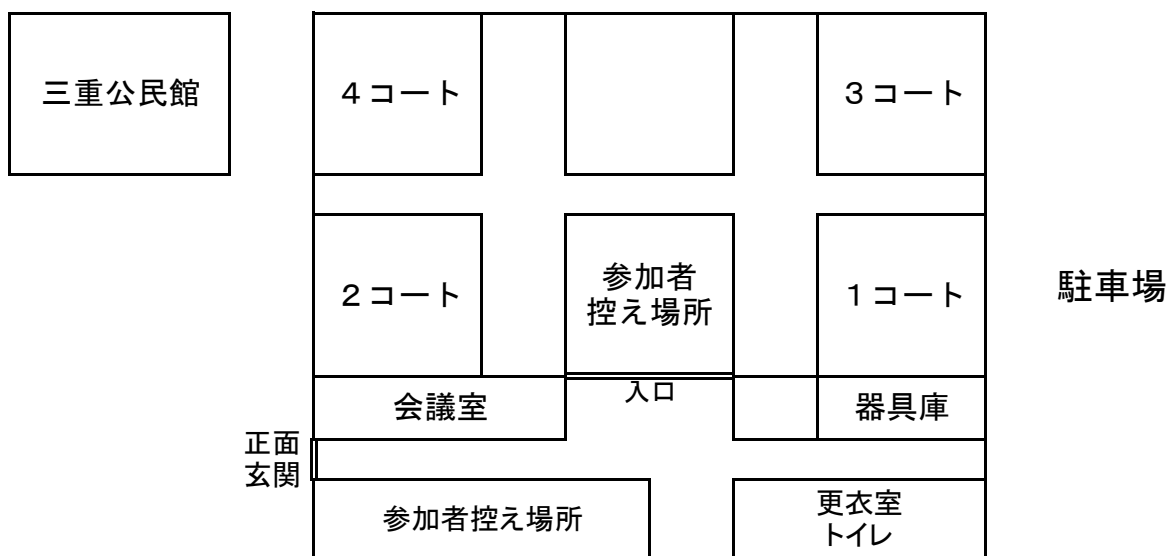 三重公民館
４コート
３コート
２コート
参加者
控え場所
１コート
駐車場
入口
会議室
器具庫
正面
玄関
参加者控え場所
更衣室
トイレ